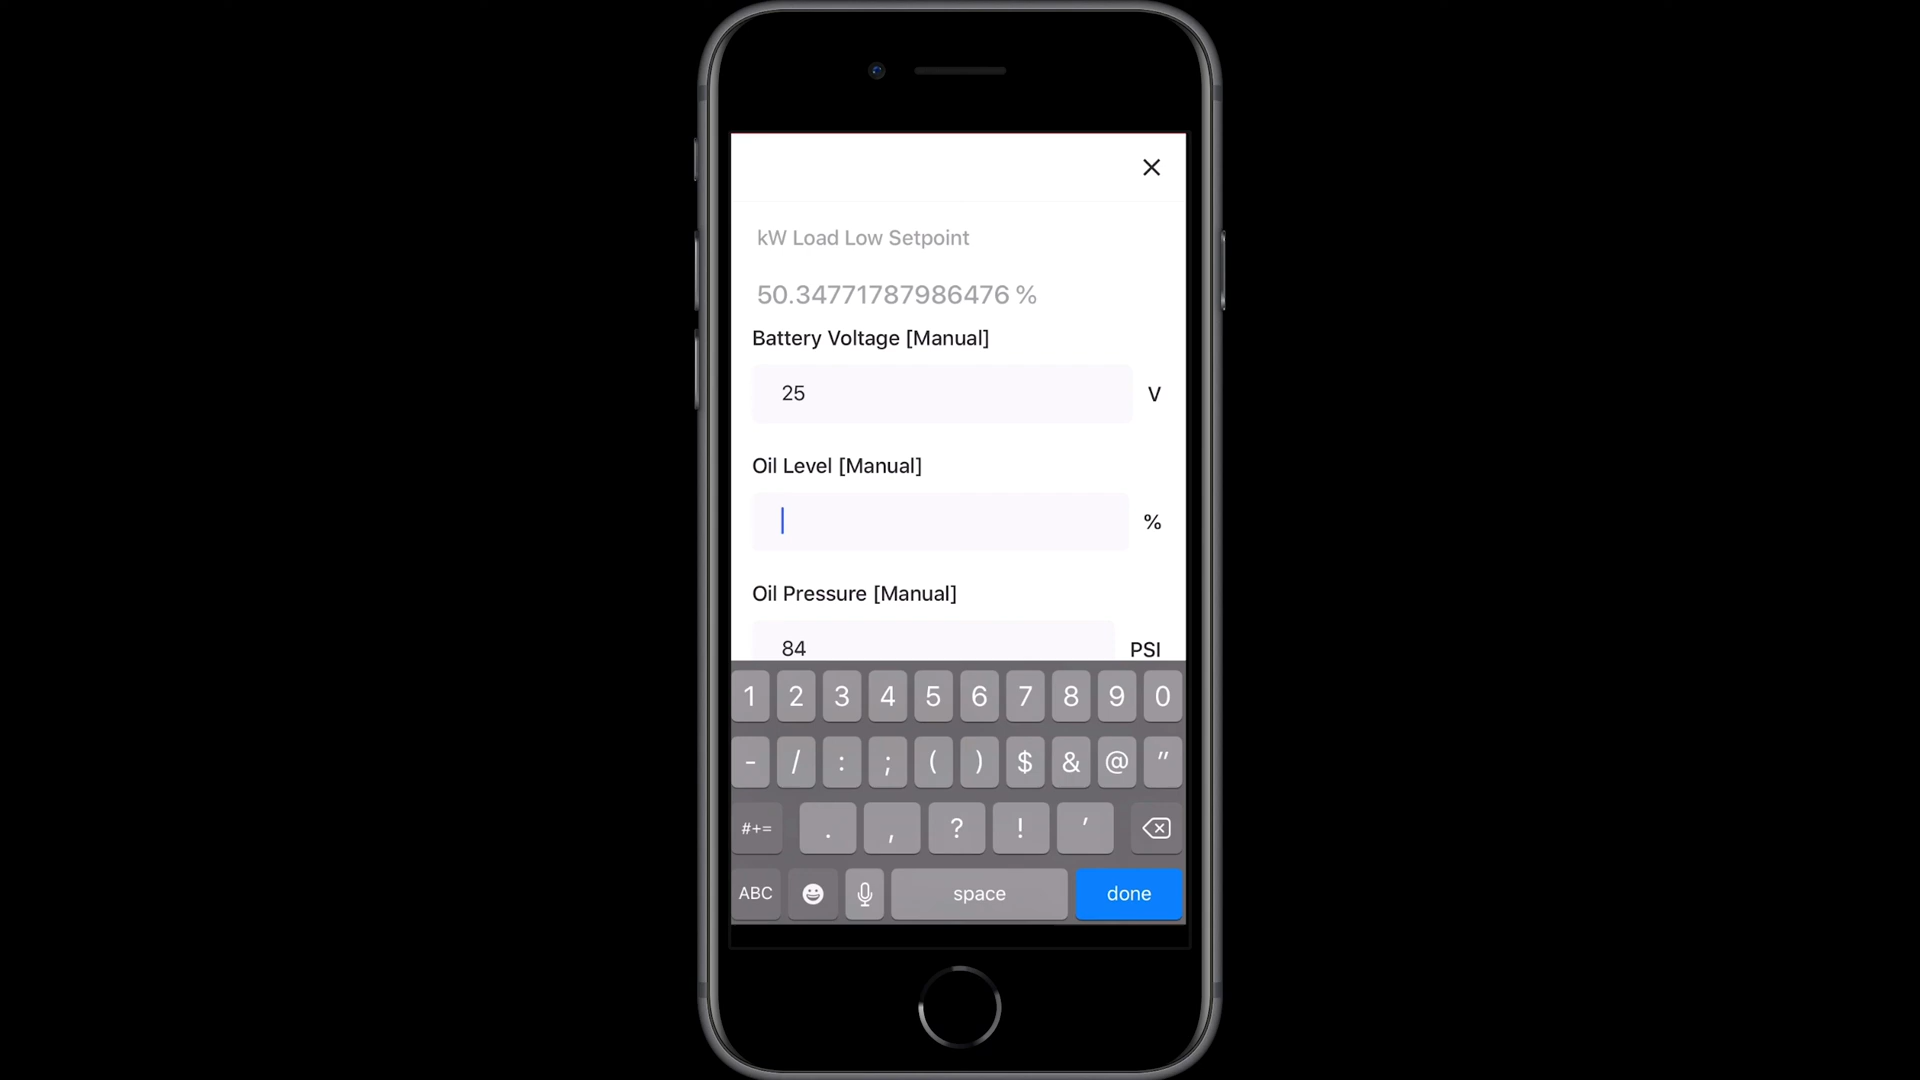 kW Load Low Setpoint
50.34771787986476 %
Battery Voltage [Manual]
25 V
Oil Level [Manual]
%
Oil Pressure [Manual]
84 PSI
1 2 3 4 5 6 7 8 9 0
- / : ; ( ) $ & @ "
#+= . , ? ! '
ABC space done